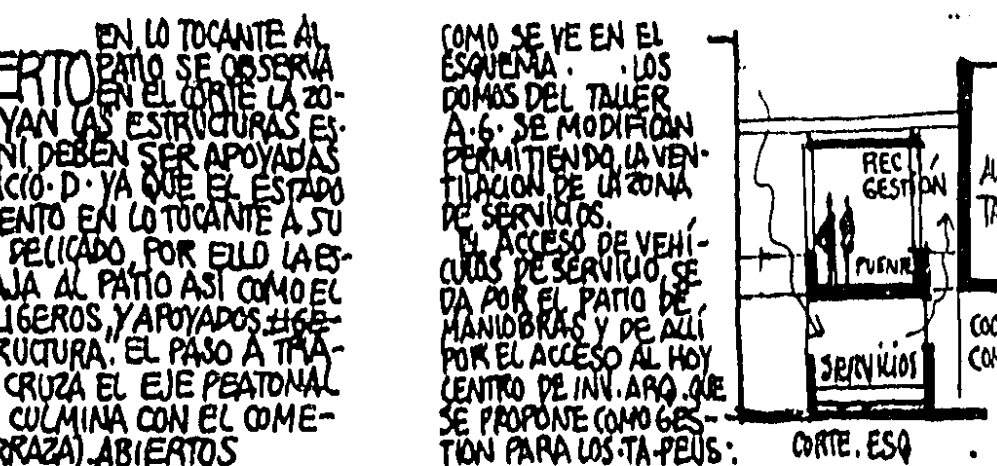 EN LO TOCANTE AL
ERTO PATIO SE OBSERVA
EN EL CORTE LA ZO-
YAN LAS ESTRUCTURAS ES-
NI DEBEN SER APOYADAS
CIO·D·YA QUE EL ESTADO
ENTO EN LO TOCANTE A SU
DELICADO, POR ELLO LA ES-
AJA AL PATIO ASI COMO EL
LIGEROS, Y APOYADOS
RUCTURA. EL PASO A TRA-
CRUZA EL EJE PEATONAL
CULMINA CON EL COME-
RRAZA). ABIERTOS
COMO SE VE EN EL
ESQUEMA. LOS
DOMOS DEL TALLER
A·6· SE MODIFICAN
PERMITIENDO LA VEN-
TILACION DE LA ZONA
DE SERVICIOS.
EL ACCESO DE VEHI-
CULOS DE SERVICIO SE
DA POR EL PATIO DE
MANIOBRAS Y DE ALLÍ
POR EL ACCESO AL HOY
CENTRO DE INV. ARQ. QUE
SE PROPONE COMO GES-
TION PARA LOS
REC
GESTIÓN
PUENTE
SERVICIOS
CORTE. ESQ